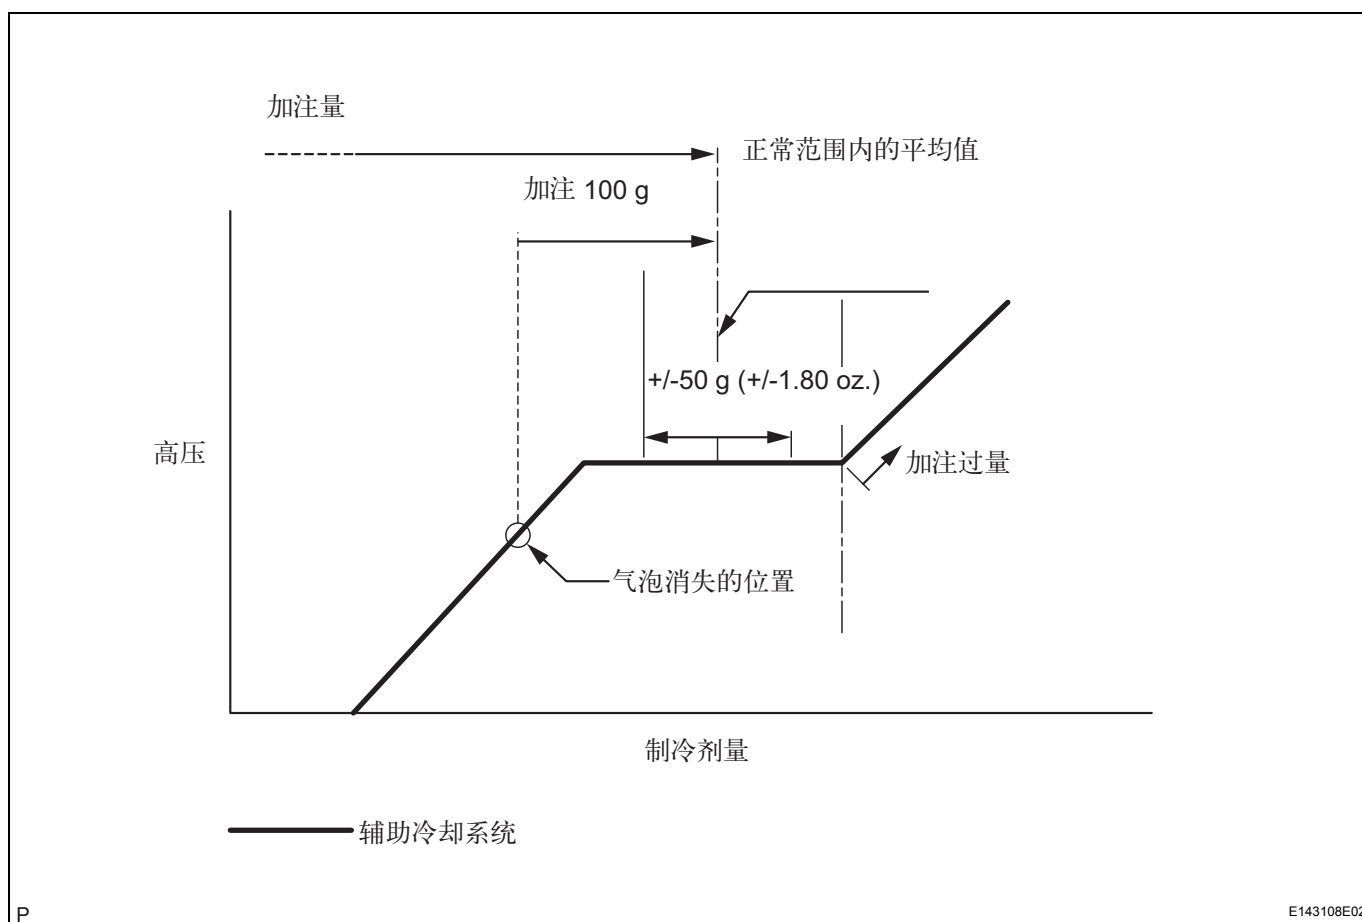 加注量
正常范围内的平均值
加注 100 g
+/-50 g (+/-1.80 oz.)
高压
加注过量
气泡消失的位置
制冷剂量
辅助冷却系统
P
E143108E02